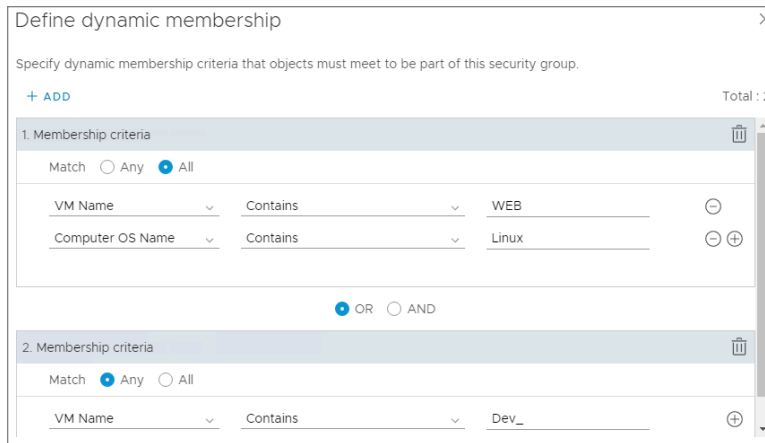 Define dynamic membership
Specify dynamic membership criteria that objects must meet to be part of this security group.
+ ADD
Total :
1. Membership criteria
Match Any All
VM Name Contains WEB
Computer OS Name Contains Linux
OR AND
2. Membership criteria
Match Any All
VM Name Contains Dev_